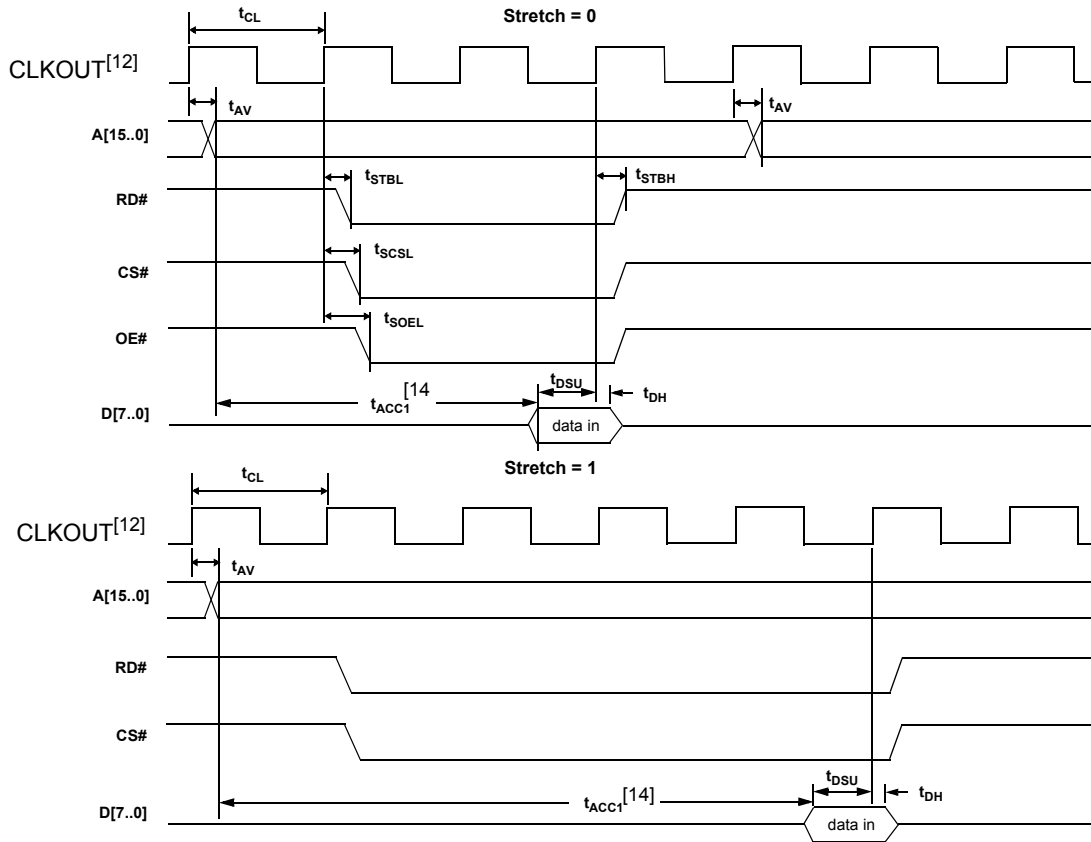 Stretch = 0
tCL
CLKOUT[12]
tAV
tAV
A[15..0]
tSTBL
tSTBH
RD#
tSCSL
CS#
tSOEL
OE#
tDSU
tACC1[14
tDH
D[7..0]
data in
Stretch = 1
tCL
CLKOUT[12]
tAV
A[15..0]
RD#
CS#
tDSU
tACC1[14]
tDH
D[7..0]
data in